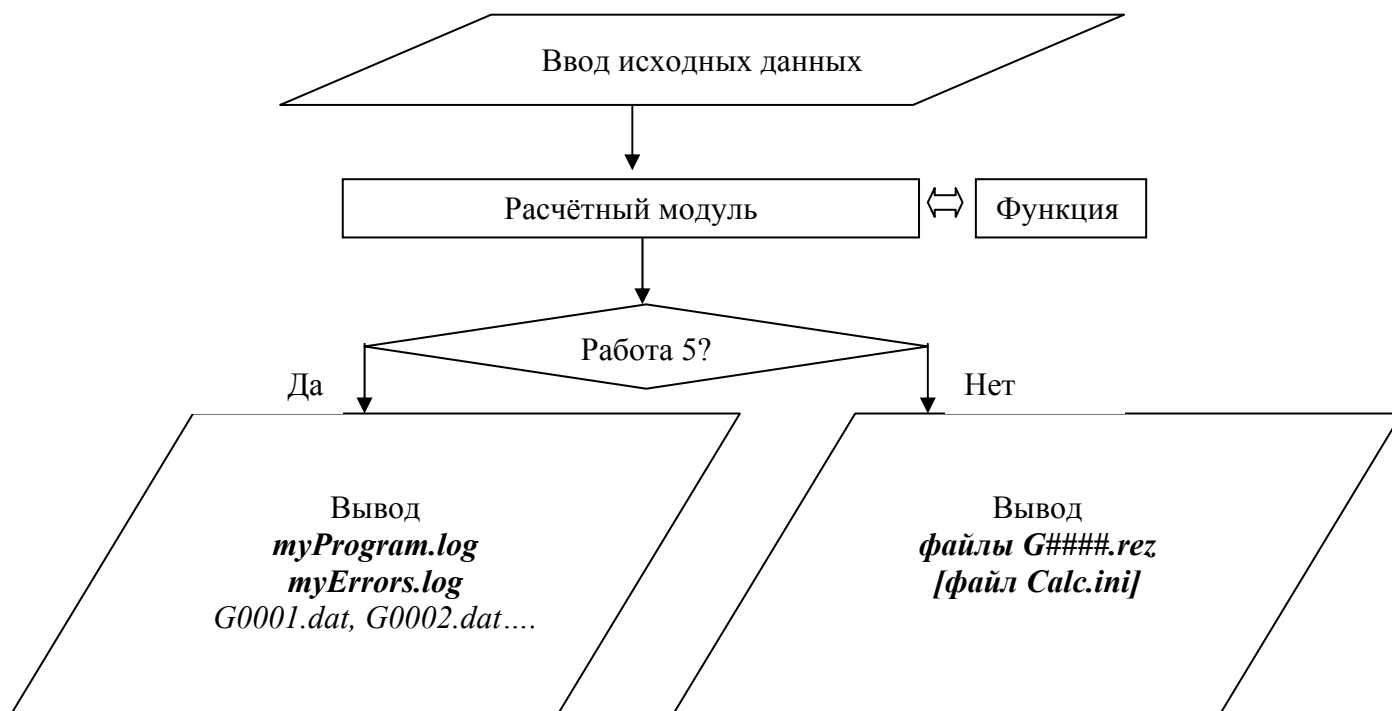 Ввод исходных данных
Расчётный модуль
Функция
Работа 5?
Да
Нет
Вывод
myProgram.log
myErrors.log
G0001.dat, G0002.dat….
Вывод
файлы G####.rez
[файл Calc.ini]